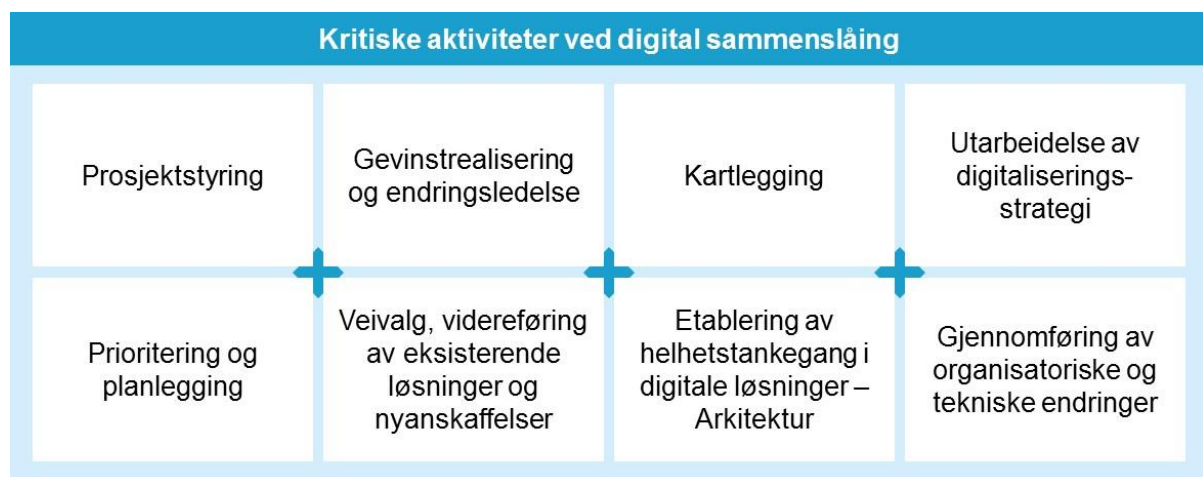 Kritiske aktiviteter ved digital sammenslåing
Prosjektstyring
Gevinstrealisering
og endringsledelse
Kartlegging
Utarbeidelse av
digitaliserings-
strategi
Prioritering og
planlegging
Veivalg, videreføring
av eksisterende
løsninger og
nyanskaffelser
Etablering av
helhetstankegang i
digitale løsninger –
Arkitektur
Gjennomføring av
organisatoriske og
tekniske endringer